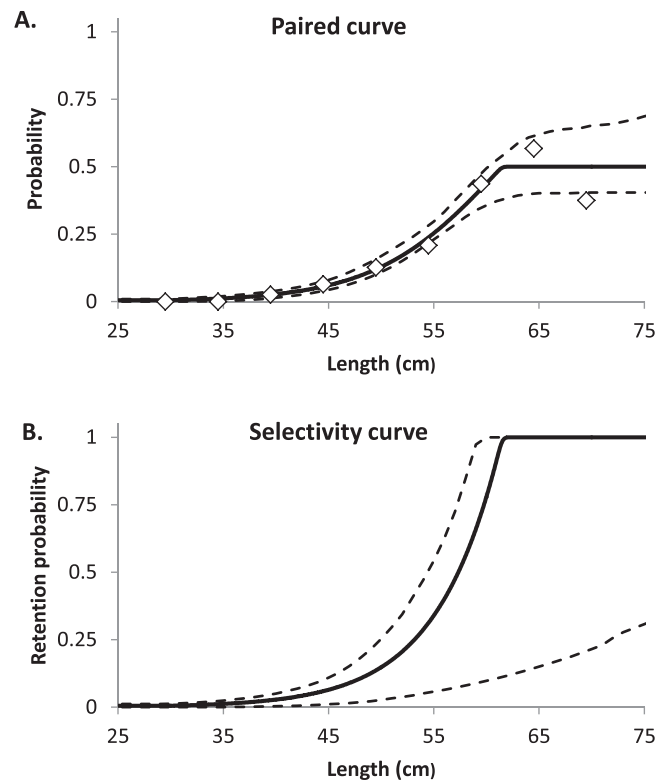 A.
Paired curve
1
0.75
0.5
0.25
0
Probability
25 35 45 55 65 75
Length (cm)
B.
Selectivity curve
1
0.75
0.5
0.25
0
Retention probability
25 35 45 55 65 75
Length (cm)